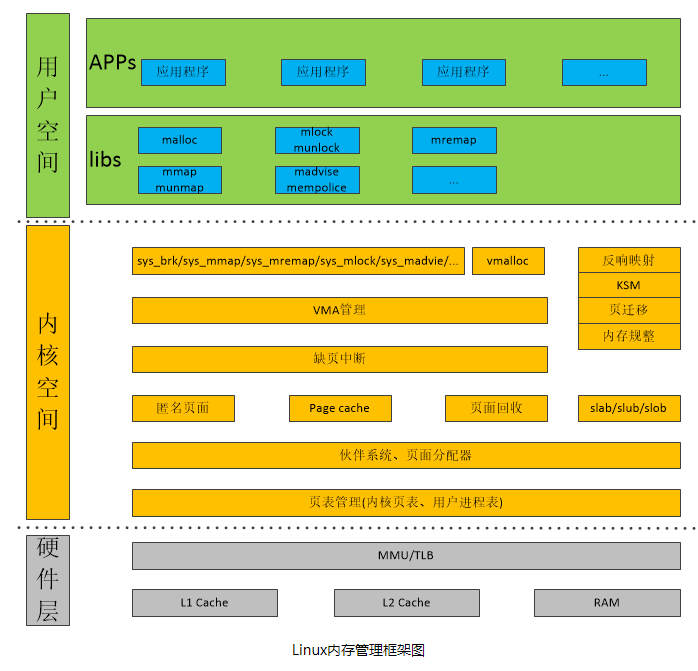 用户空间
APPs
应用程序
应用程序
应用程序
...
libs
malloc
mlock
munlock
mremap
mmap
munmap
madvise
mempolice
...
内核空间
sys_brk/sys_mmap/sys_mremap/sys_mlock/sys_madvie/...
vmalloc
反响映射
KSM
页迁移
内存规整
VMA管理
缺页中断
匿名页面
Page cache
页面回收
slab/slub/slob
伙伴系统、页面分配器
页表管理(内核页表、用户进程表)
硬件层
MMU/TLB
L1 Cache
L2 Cache
RAM
Linux内存管理框架图